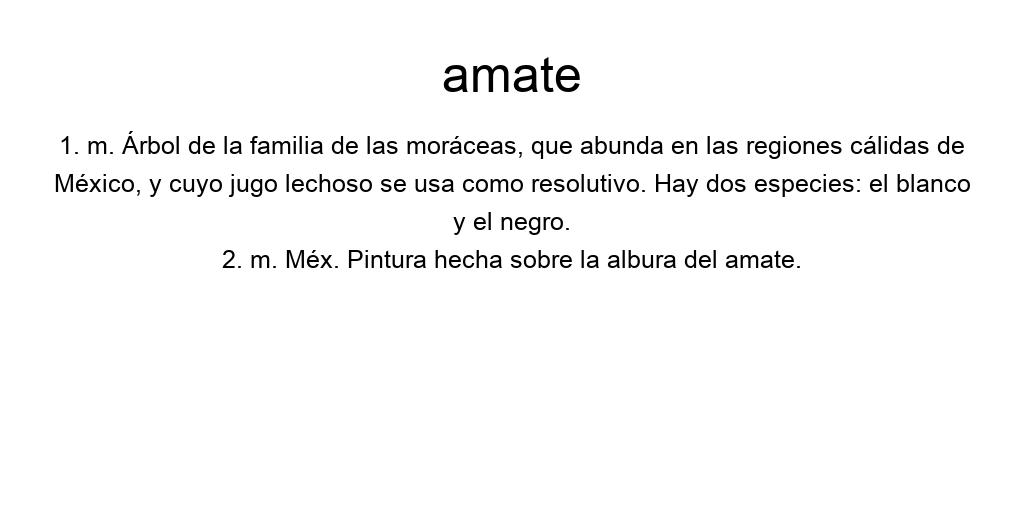 amate
1. m. Árbol de la familia de las moráceas, que abunda en las regiones cálidas de
México, y cuyo jugo lechoso se usa como resolutivo. Hay dos especies: el blanco
y el negro.
2. m. Méx. Pintura hecha sobre la albura del amate.